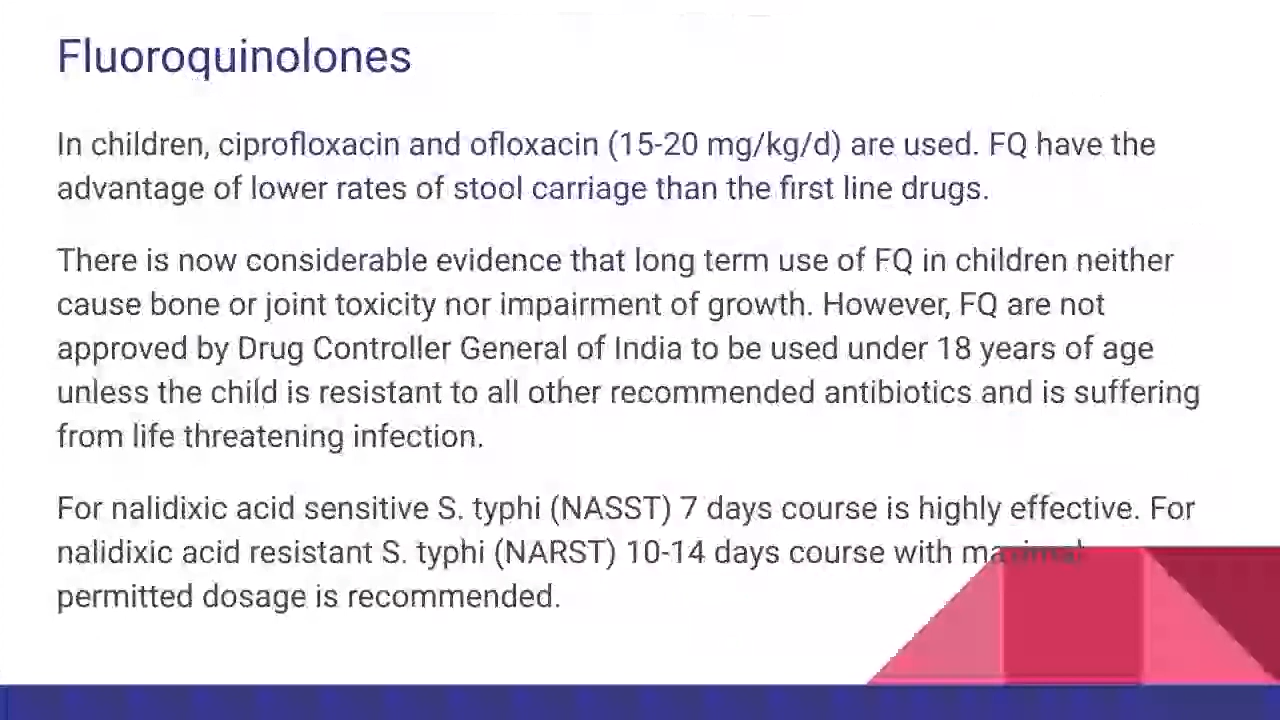 Fluoroquinolones
In children, ciprofloxacin and ofloxacin (15-20 mg/kg/d) are used. FQ have the
advantage of lower rates of stool carriage than the first line drugs.
There is now considerable evidence that long term use of FQ in children neither
cause bone or joint toxicity nor impairment of growth. However, FQ are not
approved by Drug Controller General of India to be used under 18 years of age
unless the child is resistant to all other recommended antibiotics and is suffering
from life threatening infection.
For nalidixic acid sensitive S. typhi (NASST) 7 days course is highly effective. For
nalidixic acid resistant S. typhi (NARST) 10-14 days course with maximal
permitted dosage is recommended.